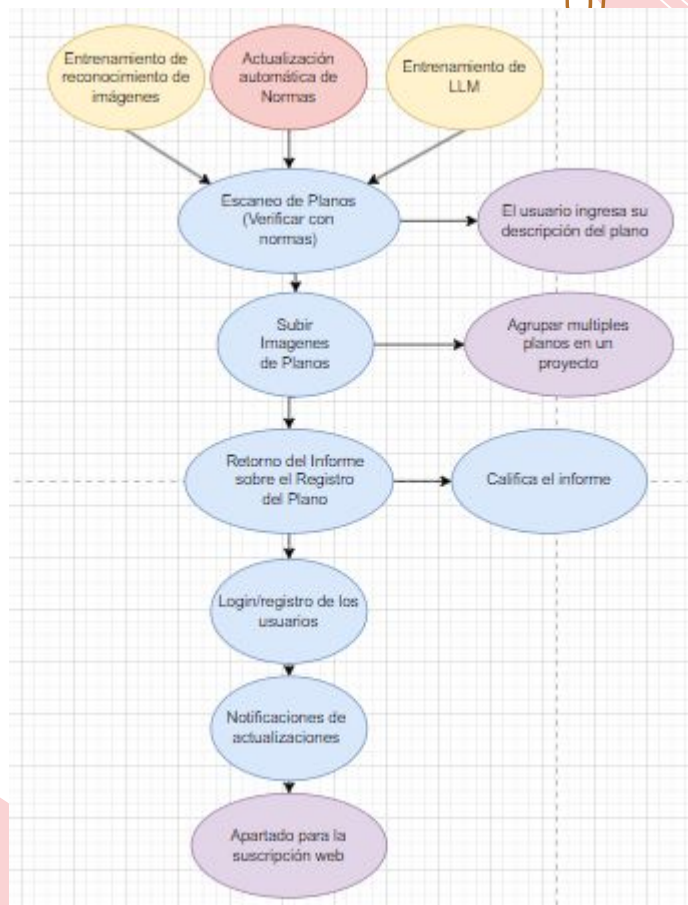 Entrenamiento de
reconocimiento de
imágenes
Actualización
automática de
Normas
Entrenamiento de
LLM
Escaneo de Planos
(Verificar con
normas)
El usuario ingresa su
descripción del plano
Subir
Imagenes
de Planos
Agrupar multiples
planos en un
proyecto
Retorno del Informe
sobre el Registro
del Plano
Califica el informe
Login/registro de los
usuarios
Notificaciones de
actualizaciones
Apartado para la
suscripción web